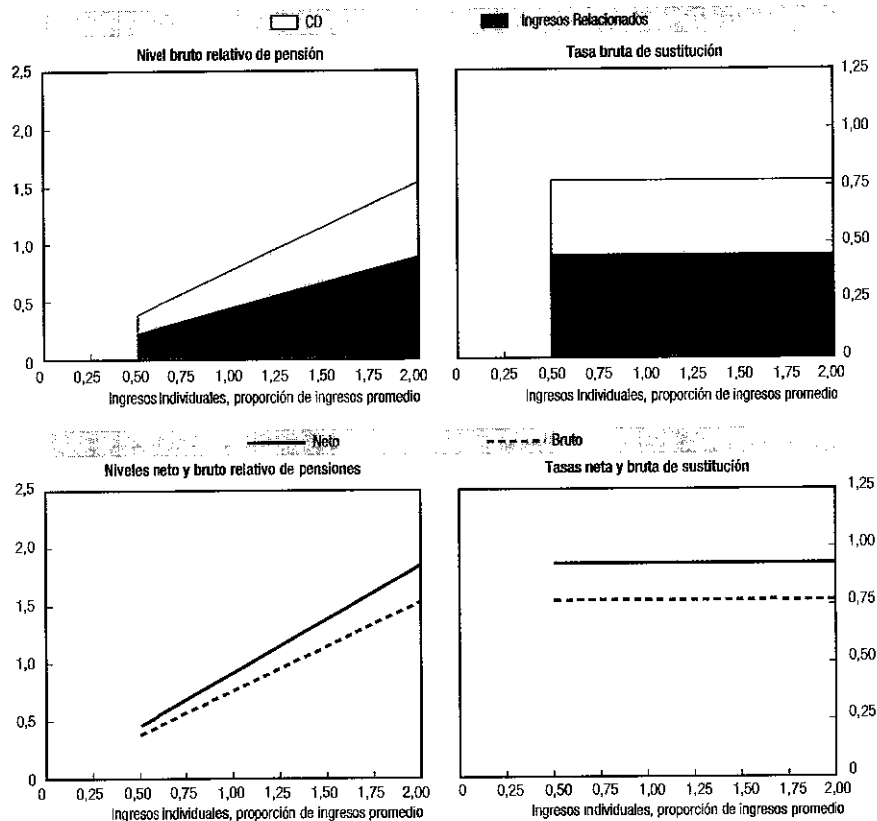 CD
Ingresos Relacionados
Nivel bruto relativo de pensión
Tasa bruta de sustitución
2,5
2,0
1,5
1,0
0,5
0
0 0,25 0,50 0,75 1,00 1,25 1,50 1,75 2,00
Ingresos Individuales, proporción de ingresos promedio
1,25
1,00
0,75
0,50
0,25
0
0 0,25 0,50 0,75 1,00 1,25 1,50 1,75 2,00
Ingresos Individuales, proporción de ingresos promedio
Neto
Bruto
Niveles neto y bruto relativo de pensiones
Tasas neta y bruta de sustitución
2,5
2,0
1,5
1,0
0,5
0
0 0,25 0,50 0,75 1,00 1,25 1,50 1,75 2,00
Ingresos Individuales, proporción de ingresos promedio
1,25
1,00
0,75
0,50
0,25
0
0 0,25 0,50 0,75 1,00 1,25 1,50 1,75 2,00
Ingresos individuales, proporción de ingresos promedio